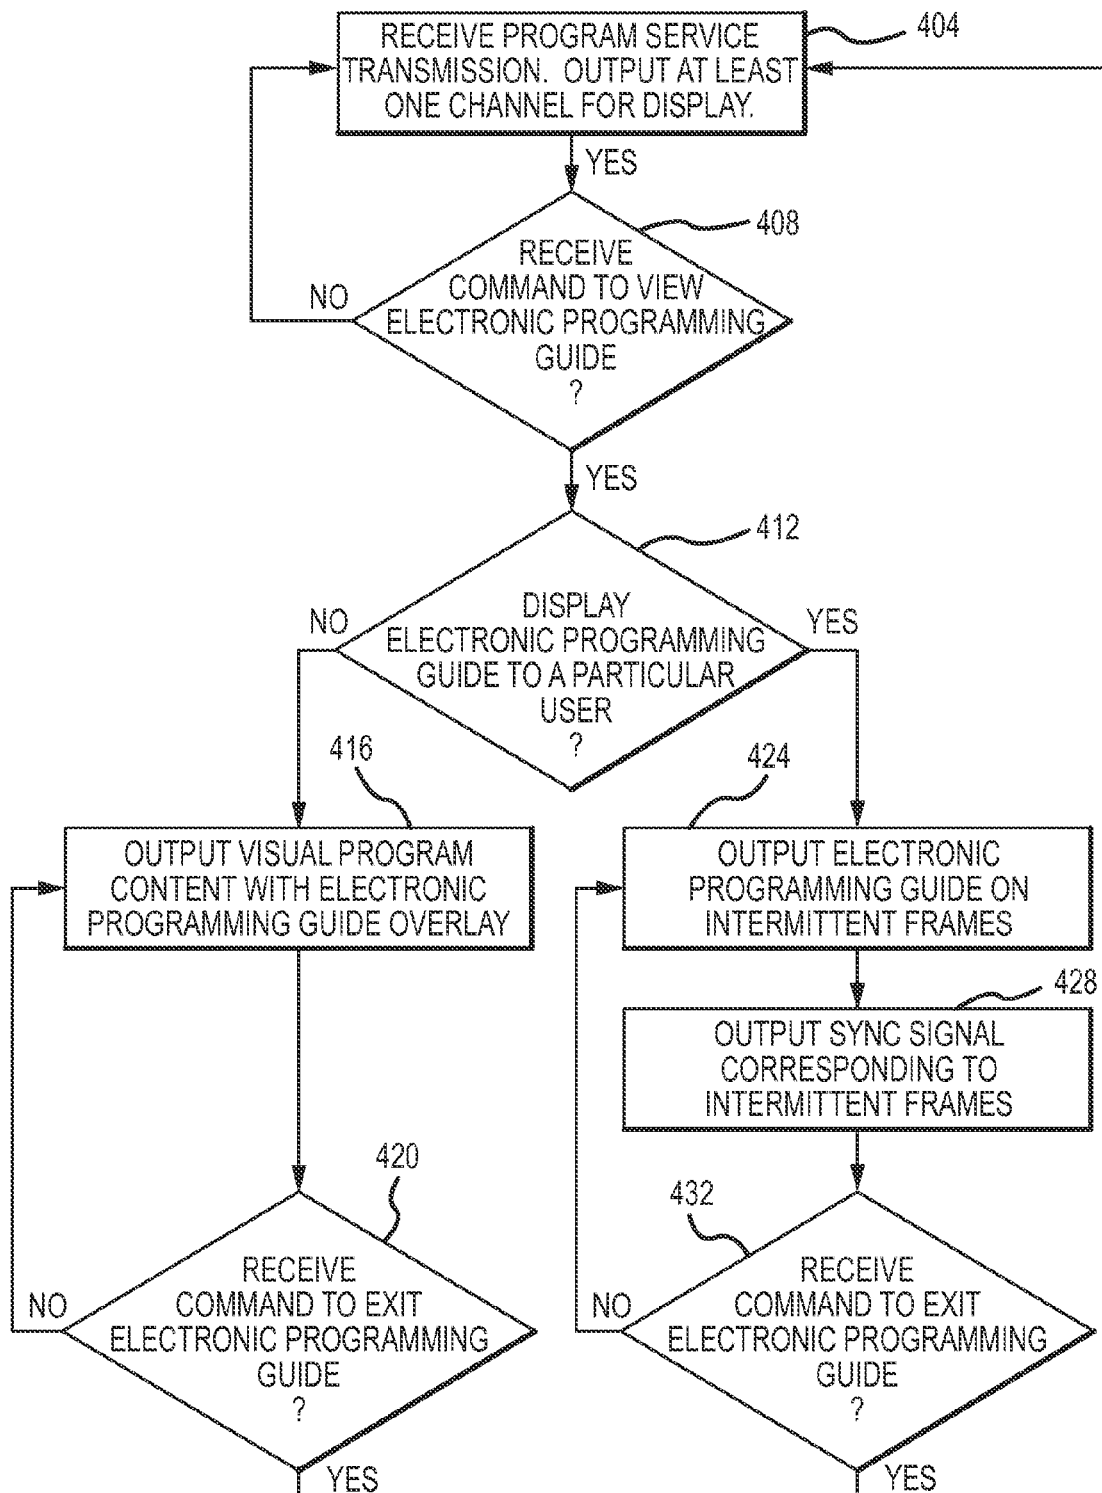 RECEIVE PROGRAM SERVICE
TRANSMISSION. OUTPUT AT LEAST
ONE CHANNEL FOR DISPLAY.
404
YES
408
RECEIVE
COMMAND TO VIEW
ELECTRONIC PROGRAMMING
GUIDE
?
NO
YES
412
DISPLAY
ELECTRONIC PROGRAMMING
GUIDE TO A PARTICULAR
USER
?
NO
YES
416
OUTPUT VISUAL PROGRAM
CONTENT WITH ELECTRONIC
PROGRAMMING GUIDE OVERLAY
424
OUTPUT ELECTRONIC
PROGRAMMING GUIDE ON
INTERMITTENT FRAMES
428
OUTPUT SYNC SIGNAL
CORRESPONDING TO
INTERMITTENT FRAMES
420
RECEIVE
COMMAND TO EXIT
ELECTRONIC PROGRAMMING
GUIDE
?
NO
YES
432
RECEIVE
COMMAND TO EXIT
ELECTRONIC PROGRAMMING
GUIDE
?
NO
YES